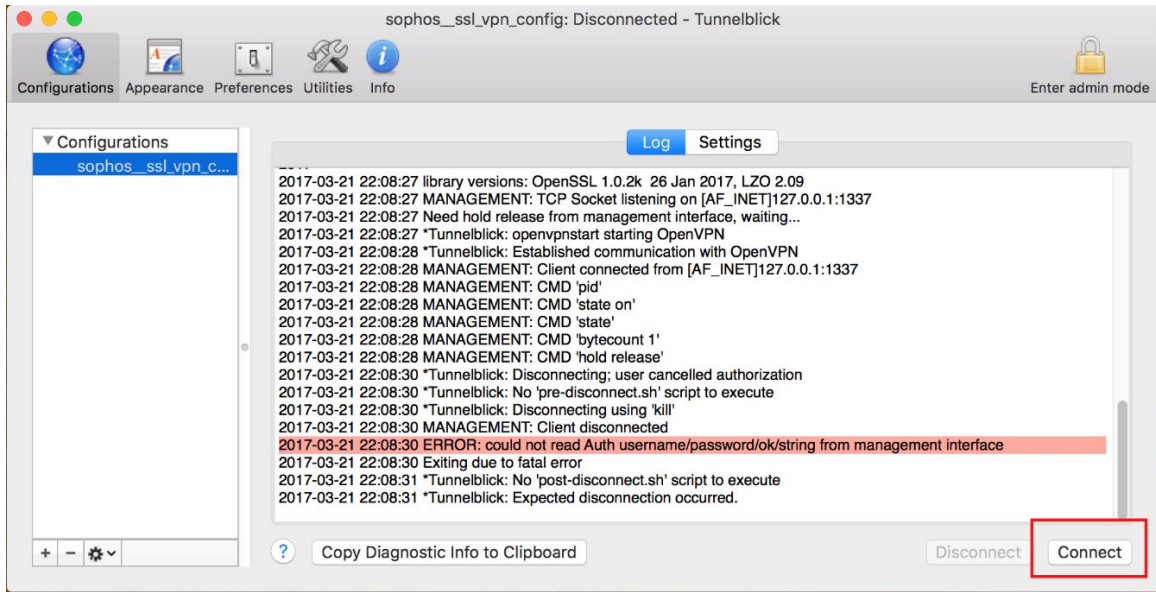 sophos__ssl_vpn_config: Disconnected - Tunnelblick
Configurations Appearance Preferences Utilities Info Enter admin mode
Configurations
sophos__ssl_vpn_c...
Log Settings
2017-03-21 22:08:27 library versions: OpenSSL 1.0.2k 26 Jan 2017, LZO 2.09
2017-03-21 22:08:27 MANAGEMENT: TCP Socket listening on [AF_INET]127.0.0.1:1337
2017-03-21 22:08:27 Need hold release from management interface, waiting...
2017-03-21 22:08:27 *Tunnelblick: openvpnstart starting OpenVPN
2017-03-21 22:08:28 *Tunnelblick: Established communication with OpenVPN
2017-03-21 22:08:28 MANAGEMENT: Client connected from [AF_INET]127.0.0.1:1337
2017-03-21 22:08:28 MANAGEMENT: CMD 'pid'
2017-03-21 22:08:28 MANAGEMENT: CMD 'state on'
2017-03-21 22:08:28 MANAGEMENT: CMD 'state'
2017-03-21 22:08:28 MANAGEMENT: CMD 'bytecount 1'
2017-03-21 22:08:28 MANAGEMENT: CMD 'hold release'
2017-03-21 22:08:30 *Tunnelblick: Disconnecting; user cancelled authorization
2017-03-21 22:08:30 *Tunnelblick: No 'pre-disconnect.sh' script to execute
2017-03-21 22:08:30 *Tunnelblick: Disconnecting using 'kill'
2017-03-21 22:08:30 MANAGEMENT: Client disconnected
2017-03-21 22:08:30 ERROR: could not read Auth username/password/ok/string from management interface
2017-03-21 22:08:30 Exiting due to fatal error
2017-03-21 22:08:31 *Tunnelblick: No 'post-disconnect.sh' script to execute
2017-03-21 22:08:31 *Tunnelblick: Expected disconnection occurred.
+ - ? Copy Diagnostic Info to Clipboard Disconnect Connect